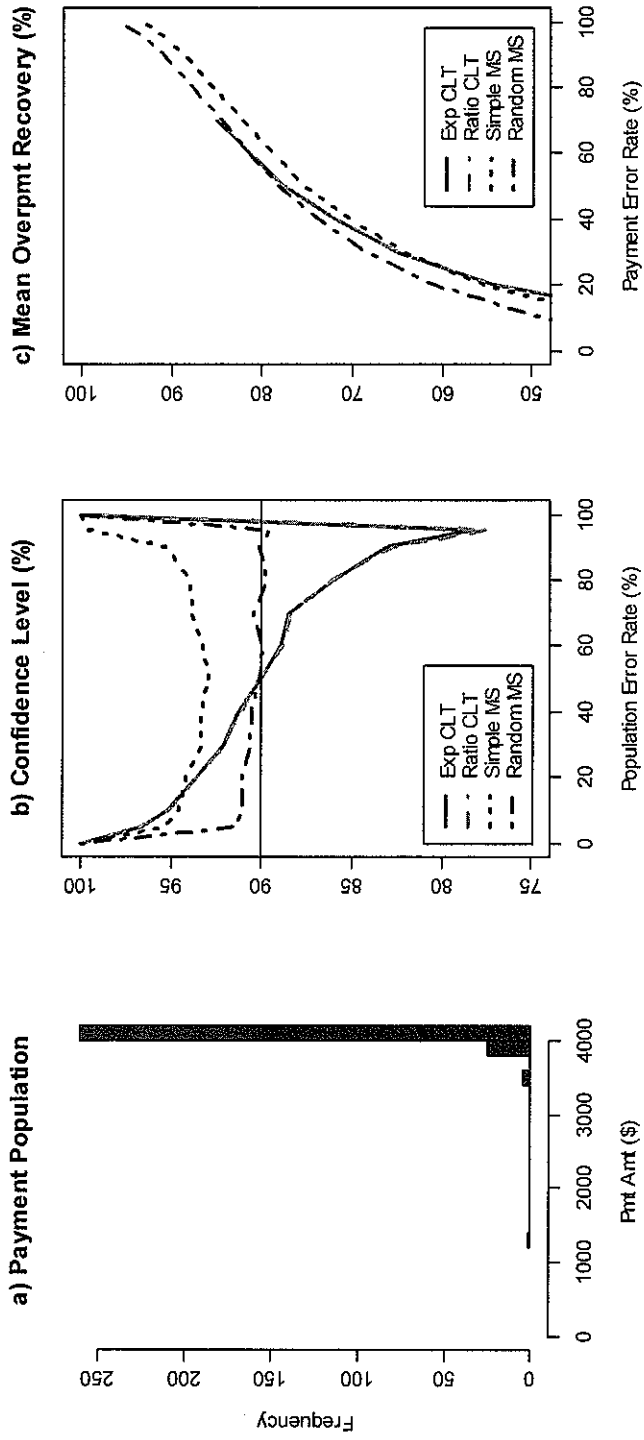 a) Payment Population
Frequency
0 50 100 150 200 250
0 1000 2000 3000 4000
Pmt Amt ($)
b) Confidence Level (%)
75 80 85 90 95 100
Exp CLT
Ratio CLT
Simple MS
Random MS
0 20 40 60 80 100
Population Error Rate (%)
c) Mean Overpmt Recovery (%)
50 60 70 80 90 100
Exp CLT
Ratio CLT
Simple MS
Random MS
0 20 40 60 80 100
Payment Error Rate (%)